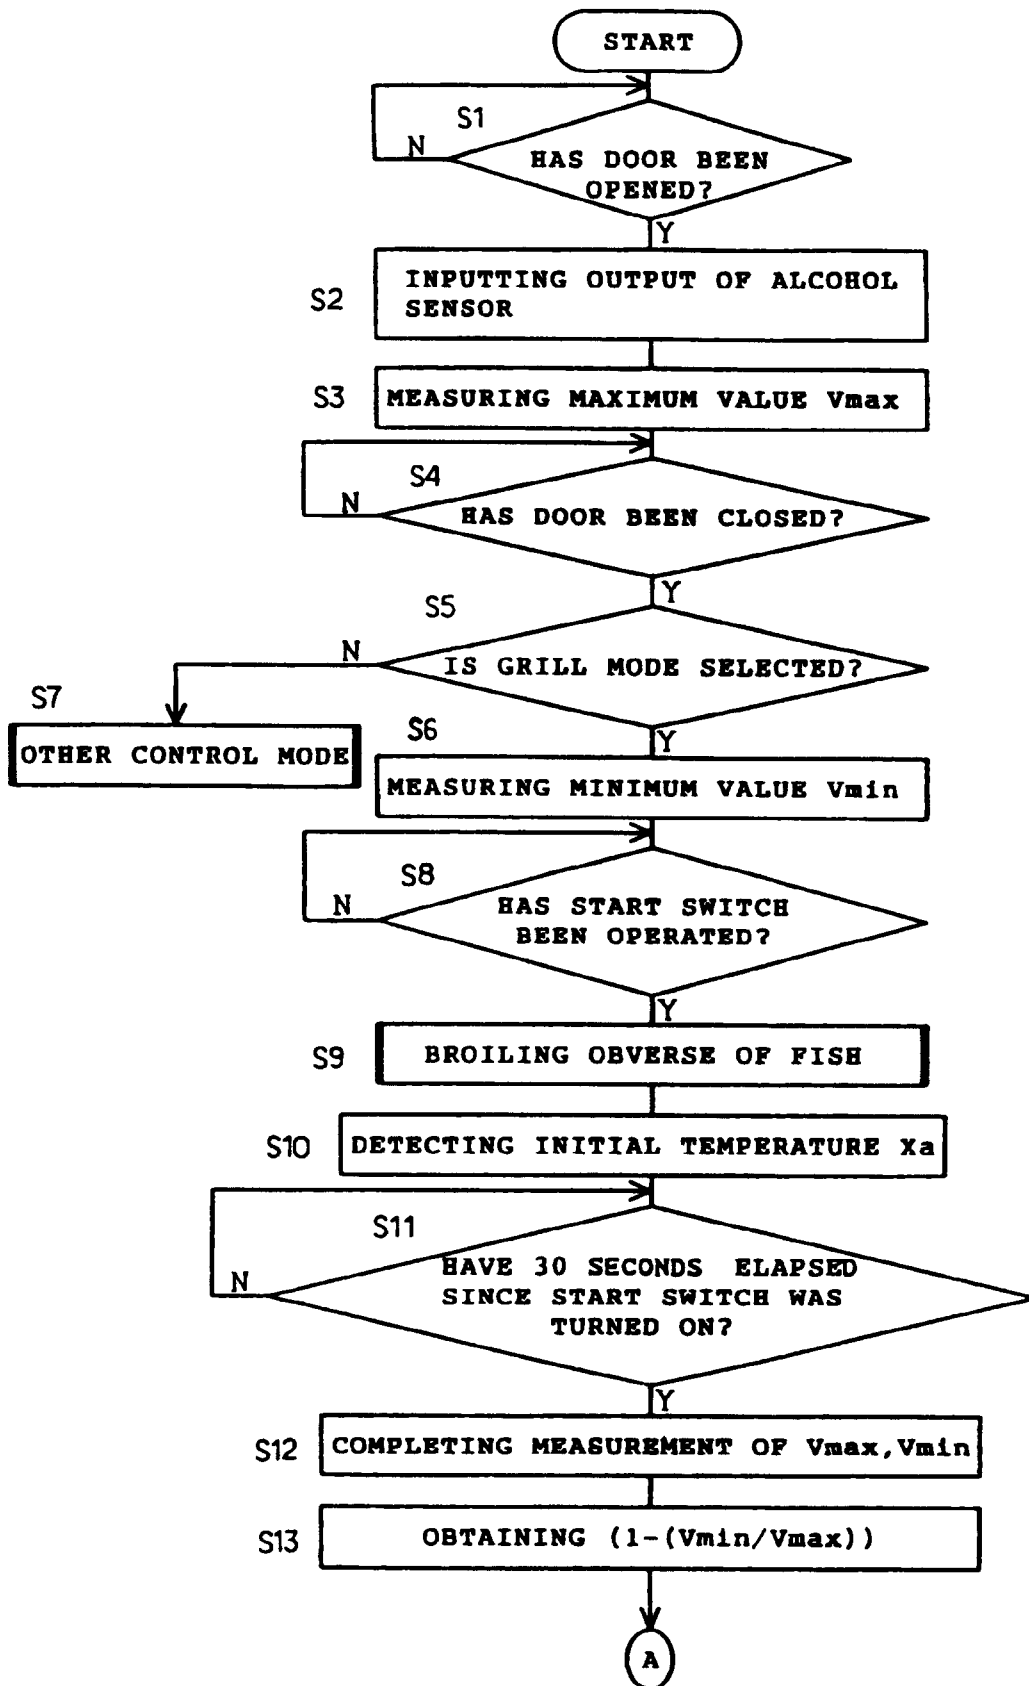 START
S1
N
HAS DOOR BEEN
OPENED?
Y
S2
INPUTTING OUTPUT OF ALCOHOL
SENSOR
S3
MEASURING MAXIMUM VALUE Vmax
S4
N
HAS DOOR BEEN CLOSED?
Y
S5
N
IS GRILL MODE SELECTED?
S7
OTHER CONTROL MODE
S6
Y
MEASURING MINIMUM VALUE Vmin
S8
N
HAS START SWITCH
BEEN OPERATED?
Y
S9
BROILING OBVERSE OF FISH
S10
DETECTING INITIAL TEMPERATURE Xa
S11
N
HAVE 30 SECONDS ELAPSED
SINCE START SWITCH WAS
TURNED ON?
Y
S12
COMPLETING MEASUREMENT OF Vmax,Vmin
S13
OBTAINING (1-(Vmin/Vmax))
A